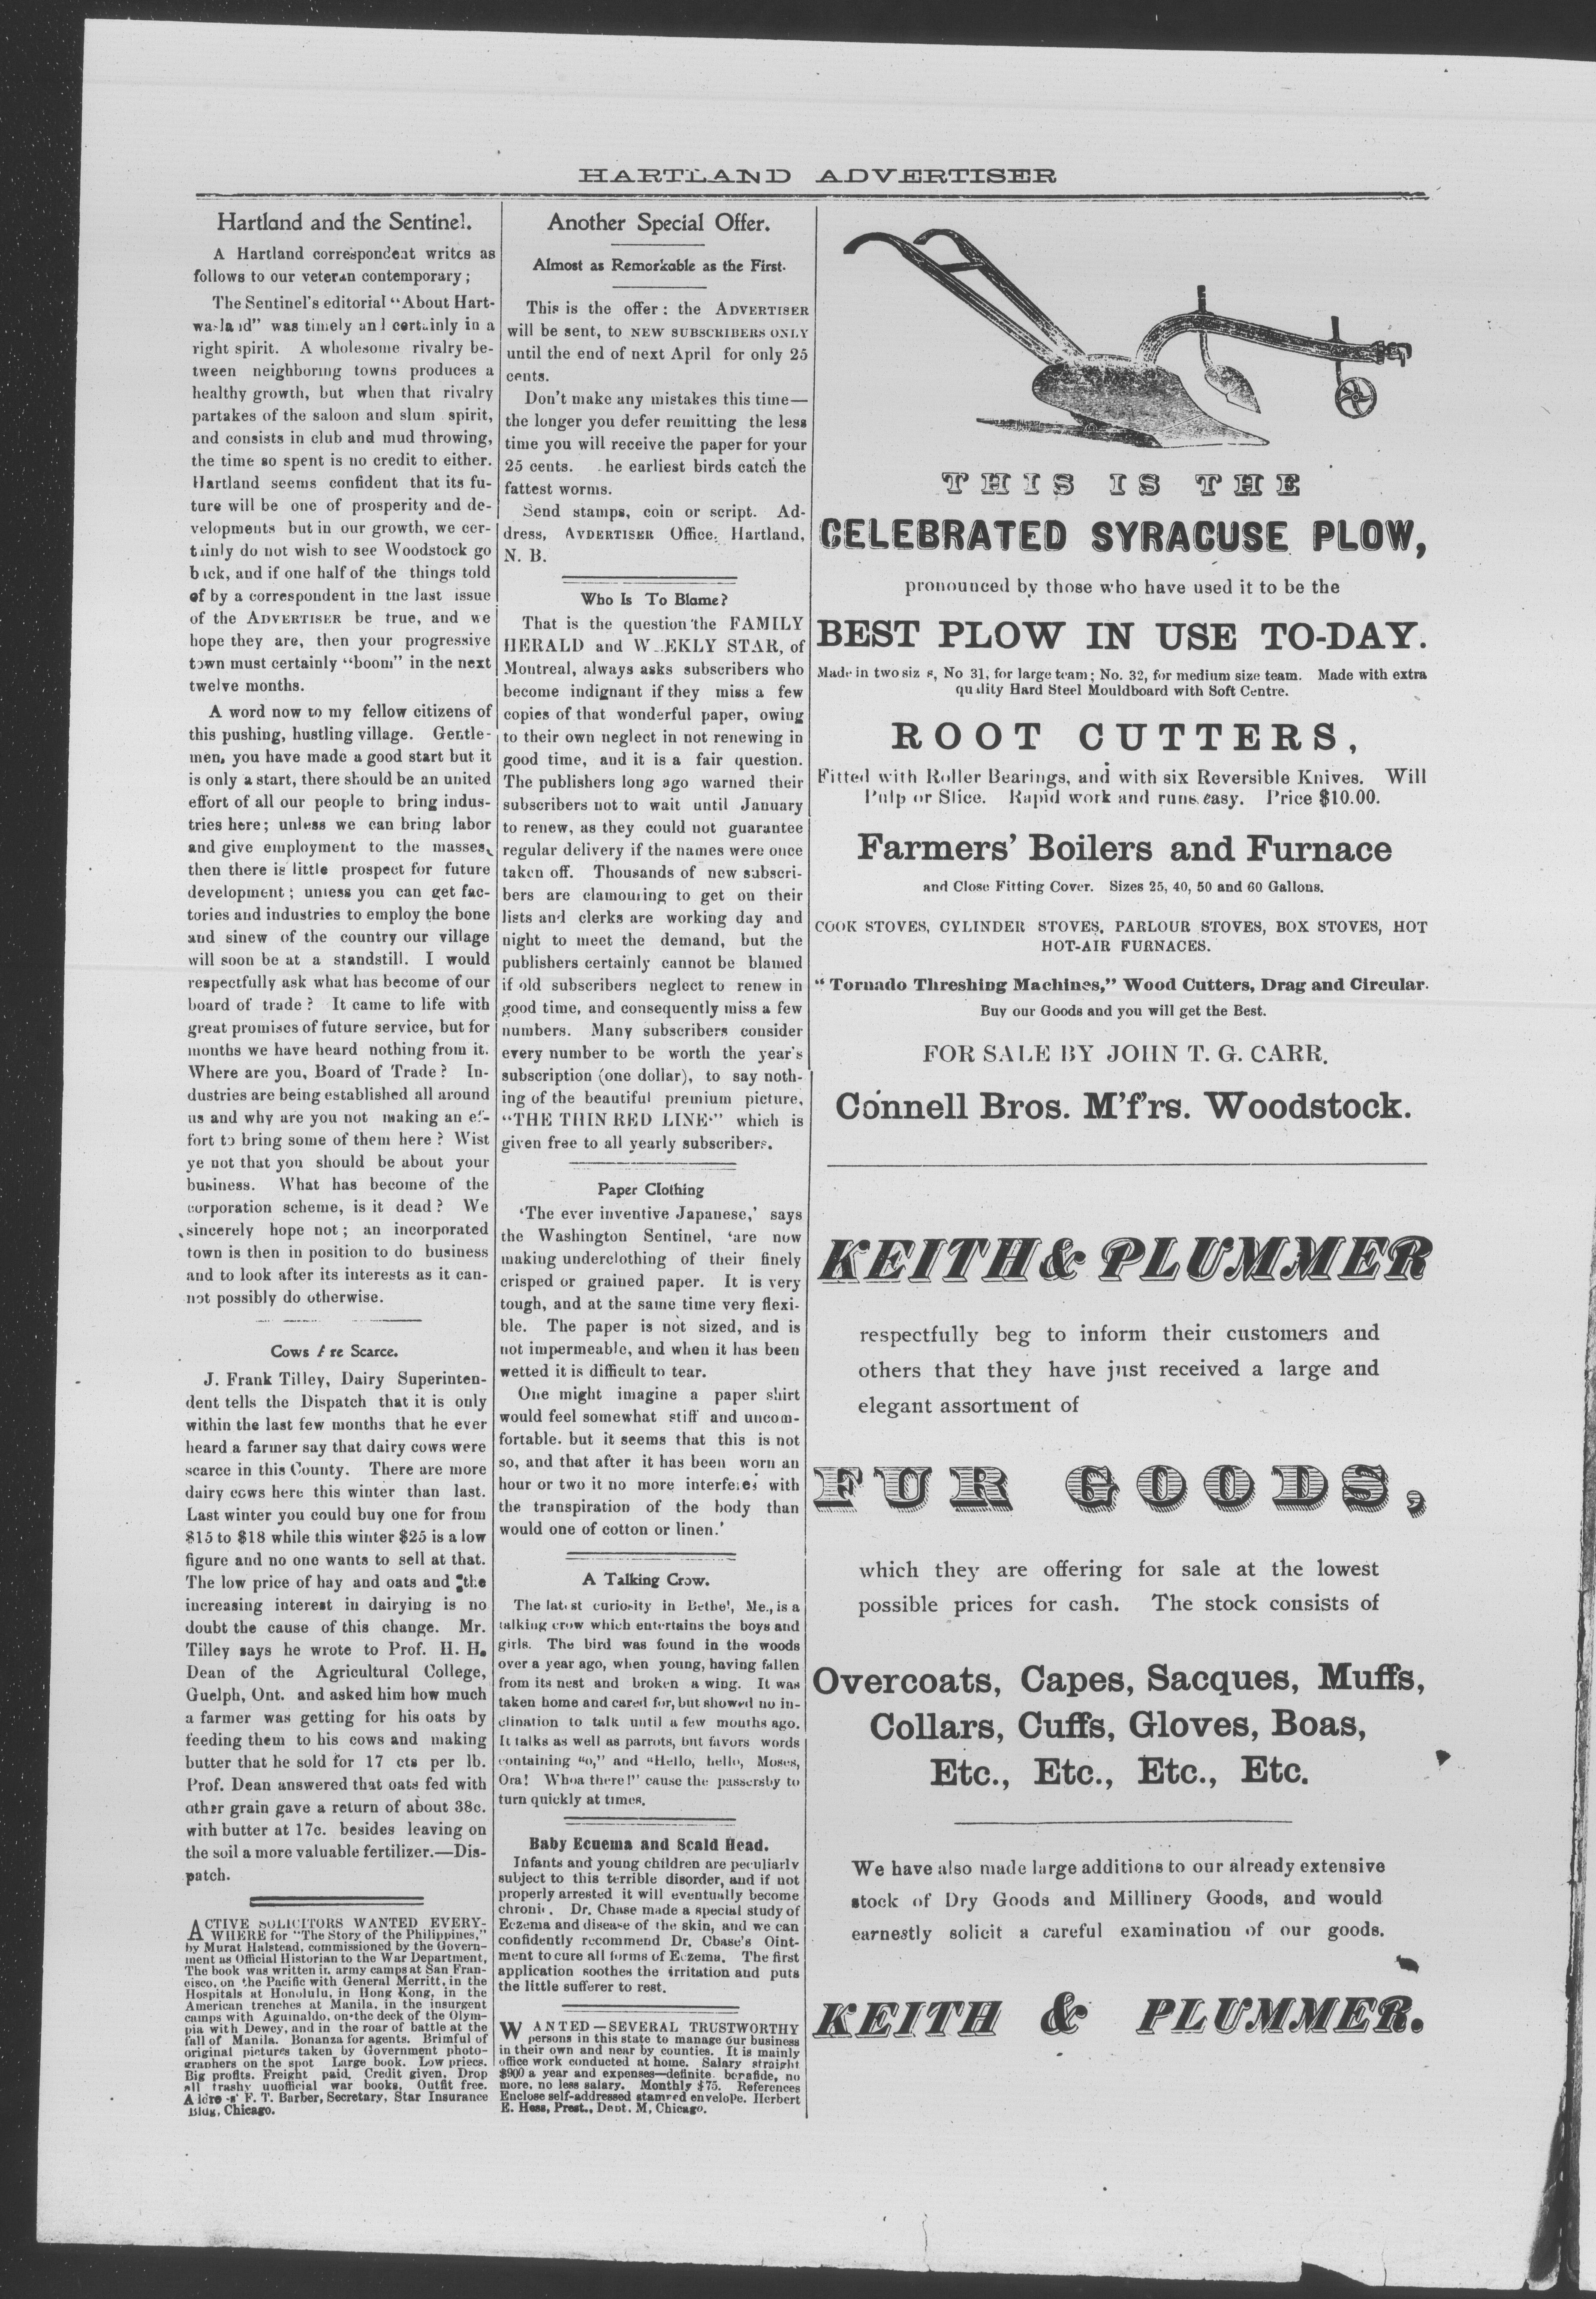 HARTLAND ADVERTISER
Hartland and the Sentinel.
A Hartland correspondent writes as
follows to our veteran contemporary;
The Sentinel's editorial "About Hart-
land" was timely and certainly in a
right spirit. A wholesome rivalry be-
tween neighboring towns produces a
healthy growth, but when that rivalry
partakes of the saloon and slum spirit,
and consists in club and mud throwing,
the time so spent is no credit to either.
Hartland seems confident that its fu-
ture will be one of prosperity and de-
velopments but in our growth, we cer-
tainly do not wish to see Woodstock go
back, and if one half of the things told
of by a correspondent in the last issue
of the ADVERTISER be true, and we
hope they are, then your progressive
town must certainly "boom" in the next
twelve months.
A word now to my fellow citizens of
this pushing, hustling village. Gentle-
men, you have made a good start but it
is only a start, there should be an united
effort of all our people to bring indus-
tries here; unless we can bring labor
and give employment to the masses,
then there is little prospect for future
development; unless you can get fac-
tories and industries to employ the bone
and sinew of the country our village
will soon be at a standstill. I would
respectfully ask what has become of our
board of trade? It came to life with
great promises of future service, but for
months we have heard nothing from it.
Where are you, Board of Trade? In-
dustries are being established all around
us and why are you not making an ef-
fort to bring some of them here? Wist
ye not that you should be about your
business. What has become of the
corporation scheme, is it dead? We
sincerely hope not; an incorporated
town is then in position to do business
and to look after its interests as it can-
not possibly do otherwise.
Cows Are Scarce.
J. Frank Tilley, Dairy Superinten-
dent tells the Dispatch that it is only
within the last few months that he ever
heard a farmer say that dairy cows were
scarce in this County. There are more
dairy cows here this winter than last.
Last winter you could buy one for from
$15 to $18 while this winter $25 is a low
figure and no one wants to sell at that.
The low price of hay and oats and the
increasing interest in dairying is no
doubt the cause of this change. Mr.
Tilley says he wrote to Prof. H. H.
Dean of the Agricultural College,
Guelph, Ont. and asked him how much
a farmer was getting for his oats by
feeding them to his cows and making
butter that he sold for 17 cts per lb.
Prof. Dean answered that oats fed with
other grain gave a return of about 38c.
with butter at 17c. besides leaving on
the soil a more valuable fertilizer.—Dis-
patch.
ACTIVE SOLICITORS WANTED EVERY-
WHERE for "The Story of the Philippines,"
by Murat Halstead, commissioned by the Govern-
ment as Official Historian to the War Department,
The book was written in army camps at San Fran-
cisco, on the Pacific with General Merritt, in the
Hospitals at Honolulu, in Hong Kong, in the
American trenches at Manila, in the insurgent
camps with Aguinaldo, on the deck of the Olym-
pia with Dewey, and in the roar of battle at the
fall of Manila. Bonanza for agents. Brimful of
original pictures taken by Government photo-
graphers on the spot Large book. Low prices.
Big profits. Freight paid. Credit given. Drop
all trashy unofficial war books. Outfit free.
Address F. T. Barber, Secretary, Star Insurance
Bldg, Chicago.
Another Special Offer.
Almost as Remarkable as the First.
This is the offer: the ADVERTISER
will be sent, to NEW SUBSCRIBERS ONLY
until the end of next April for only 25
cents.
Don't make any mistakes this time—
the longer you defer remitting the less
time you will receive the paper for your
25 cents. he earliest birds catch the
fattest worms.
Send stamps, coin or script. Ad-
dress, AVDERTISER Office, Hartland,
N. B.
Who Is To Blame?
That is the question the FAMILY
HERALD and WEEKLY STAR, of
Montreal, always asks subscribers who
become indignant if they miss a few
copies of that wonderful paper, owing
to their own neglect in not renewing in
good time, and it is a fair question.
The publishers long ago warned their
subscribers not to wait until January
to renew, as they could not guarantee
regular delivery if the names were once
taken off. Thousands of new subscri-
bers are clamouring to get on their
lists and clerks are working day and
night to meet the demand, but the
publishers certainly cannot be blamed
if old subscribers neglect to renew in
good time, and consequently miss a few
numbers. Many subscribers consider
every number to be worth the year's
subscription (one dollar), to say noth-
ing of the beautiful premium picture,
"THE THIN RED LINE" which is
given free to all yearly subscribers.
Paper Clothing
'The ever inventive Japanese,' says
the Washington Sentinel, 'are now
making underclothing of their finely
crisped or grained paper. It is very
tough, and at the same time very flexi-
ble. The paper is not sized, and is
not impermeable, and when it has been
wetted it is difficult to tear.
One might imagine a paper shirt
would feel somewhat stiff and uncom-
fortable. but it seems that this is not
so, and that after it has been worn an
hour or two it no more interferes with
the transpiration of the body than
would one of cotton or linen.'
A Talking Crow.
The latest curiosity in Bethel, Me., is a
talking crow which entertains the boys and
girls. The bird was found in the woods
over a year ago, when young, having fallen
from its nest and broken a wing. It was
taken home and cared for, but showed no in-
clination to talk until a few months ago.
It talks as well as parrots, but favors words
containing "o," and "Hello, hello, Moses,
Ora! Whoa there!" cause the passersby to
turn quickly at times.
Baby Ecuema and Scald Head.
Infants and young children are peculiarly
subject to this terrible disorder, and if not
properly arrested it will eventually become
chronic. Dr. Chase made a special study of
Eczema and disease of the skin, and we can
confidently recommend Dr. Chase's Oint-
ment to cure all forms of Eczema. The first
application soothes the irritation and puts
the little sufferer to rest.
WANTED—SEVERAL TRUSTWORTHY
persons in this state to manage our business
in their own and near by counties. It is mainly
office work conducted at home. Salary straight
$900 a year and expenses—definite, bonafide, no
more, no less salary. Monthly $75. References
Enclose self-addressed stamped envelope. Herbert
E. Hess, Prest., Dept. M, Chicago.
THIS IS THE
CELEBRATED SYRACUSE PLOW,
pronounced by those who have used it to be the
BEST PLOW IN USE TO-DAY.
Made in two siz s, No 31, for large team; No. 32, for medium size team. Made with extra
quality Hard Steel Mouldboard with Soft Centre.
ROOT CUTTERS,
Fitted with Roller Bearings, and with six Reversible Knives. Will
Pulp or Slice. Rapid work and runs easy. Price $10.00.
Farmers' Boilers and Furnace
and Close Fitting Cover. Sizes 25, 40, 50 and 60 Gallons.
COOK STOVES, CYLINDER STOVES, PARLOUR STOVES, BOX STOVES, HOT
HOT-AIR FURNACES.
"Tornado Threshing Machines," Wood Cutters, Drag and Circular.
Buy our Goods and you will get the Best.
FOR SALE BY JOHN T. G. CARR.
Connell Bros. M'f'rs. Woodstock.
KEITH & PLUMMER
respectfully beg to inform their customers and
others that they have just received a large and
elegant assortment of
FUR GOODS,
which they are offering for sale at the lowest
possible prices for cash. The stock consists of
Overcoats, Capes, Sacques, Muffs,
Collars, Cuffs, Gloves, Boas,
Etc., Etc., Etc., Etc.
We have also made large additions to our already extensive
stock of Dry Goods and Millinery Goods, and would
earnestly solicit a careful examination of our goods.
KEITH & PLUMMER.